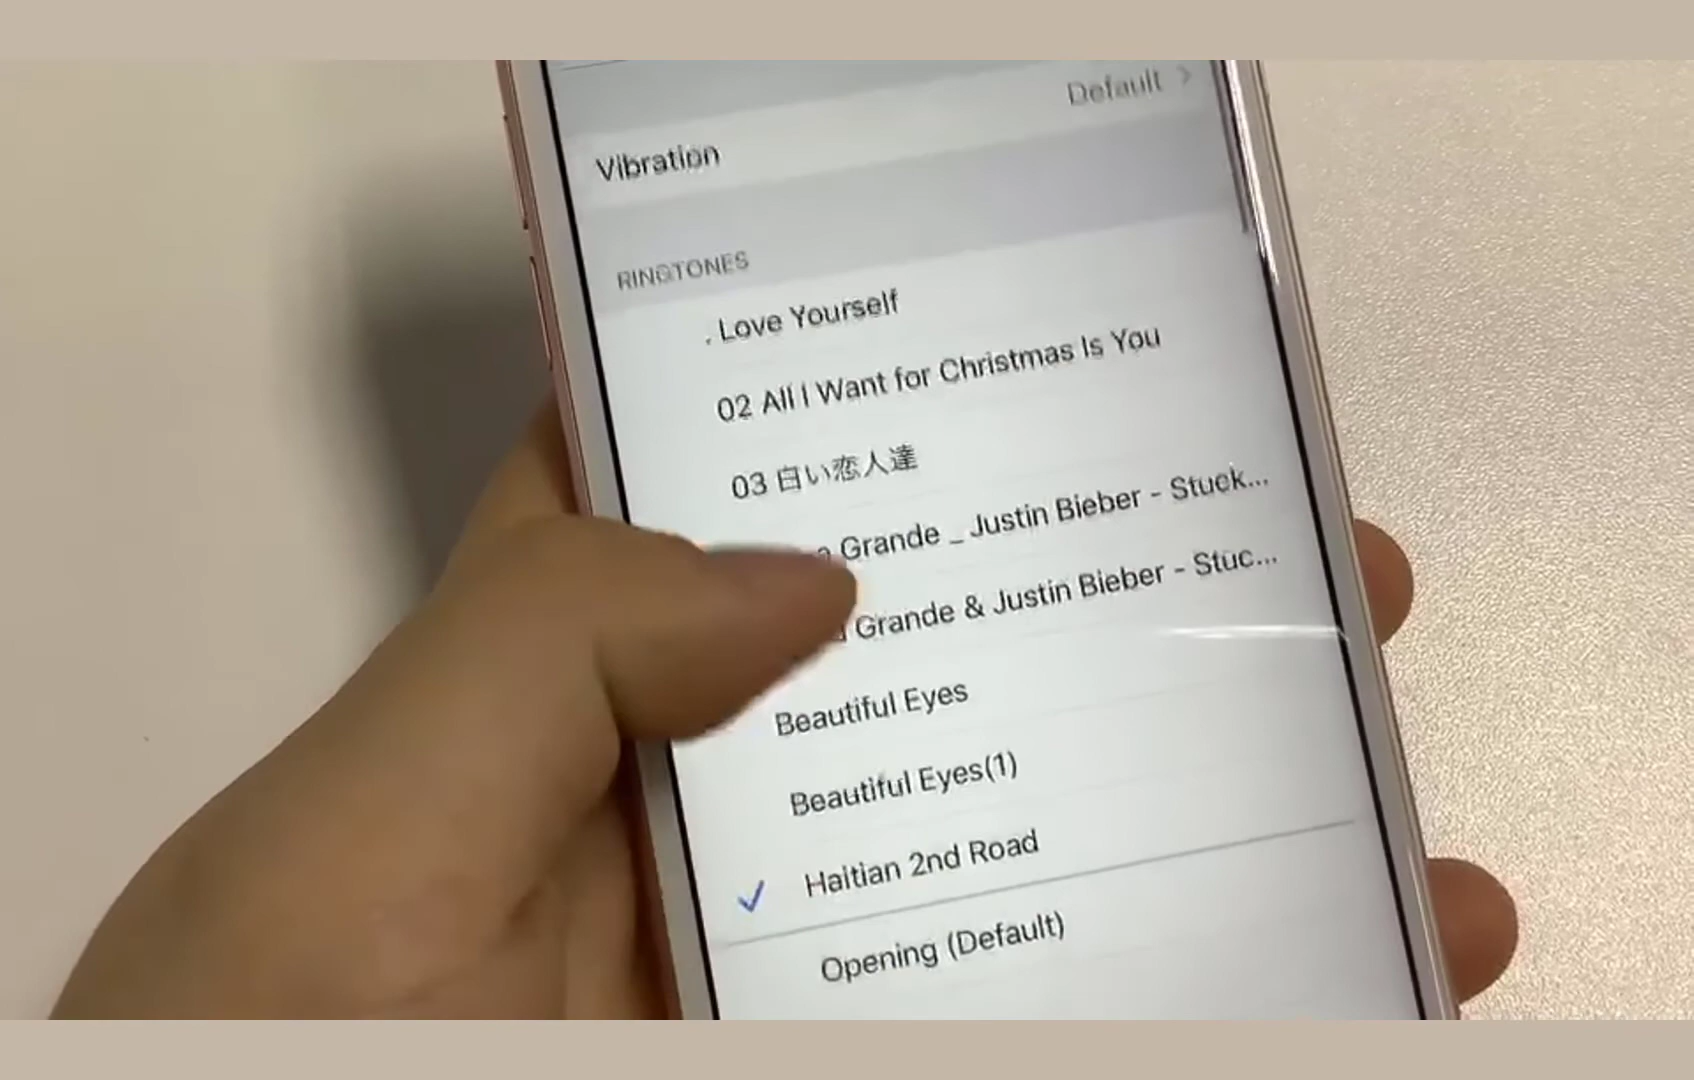 Default
Vibration
RINGTONES
. Love Yourself
02 All I Want for Christmas Is You
03 白い恋人達
Grande _ Justin Bieber - Stuck...
Grande & Justin Bieber - Stuc...
Beautiful Eyes
Beautiful Eyes(1)
Haitian 2nd Road
Opening (Default)